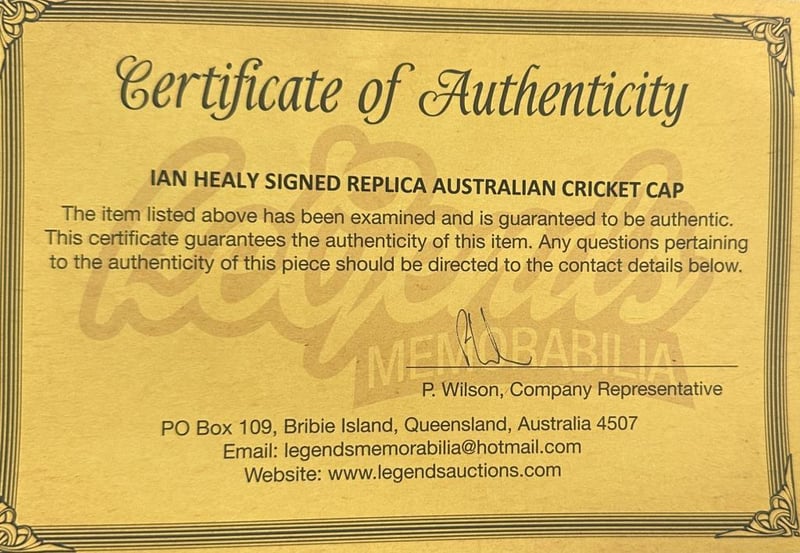 Certificate of Authenticity
IAN HEALY SIGNED REPLICA AUSTRALIAN CRICKET CAP
The item listed above has been examined and is guaranteed to be authentic.
This certificate guarantees the authenticity of this item. Any questions pertaining
to the authenticity of this piece should be directed to the contact details below.
Legends
MEMORABILIA
P. Wilson, Company Representative
PO Box 109, Bribie Island, Queensland, Australia 4507
Email: legendsmemorabilia@hotmail.com
Website: www.legendsauctions.com